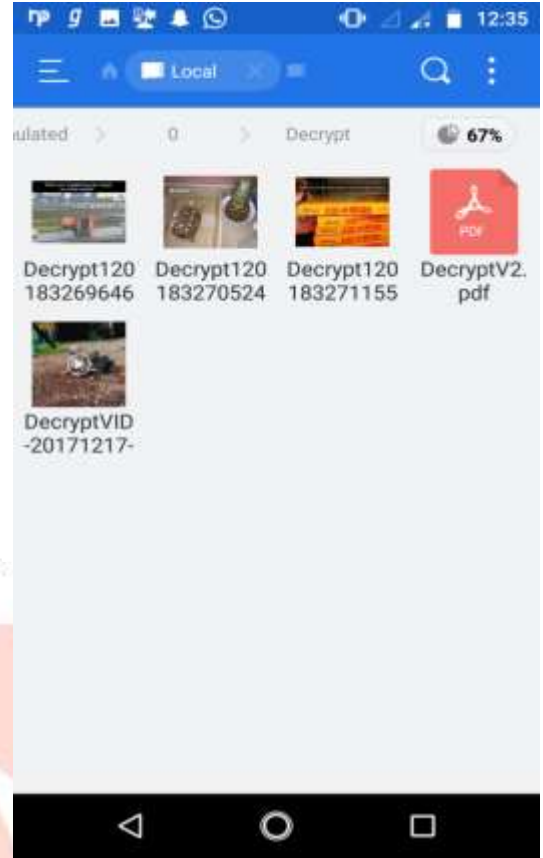 12:35
Local
ulated > 0 > Decrypt 67%
Decrypt120 Decrypt120 Decrypt120 DecryptV2.
183269646 183270524 183271155 pdf
PDF
DecryptVID
-20171217-